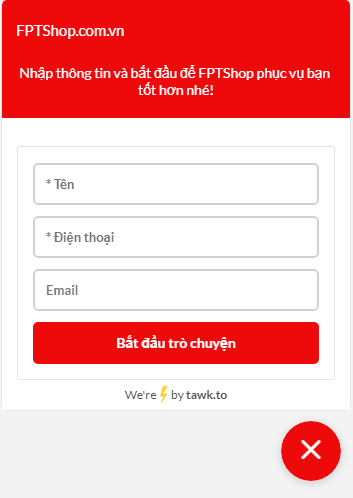 FPTShop.com.vn
Nhập thông tin và bắt đầu để FPTShop phục vụ bạn
tốt hơn nhé!
* Tên
* Điện thoại
Email
Bắt đầu trò chuyện
We're ⚡ by tawk.to